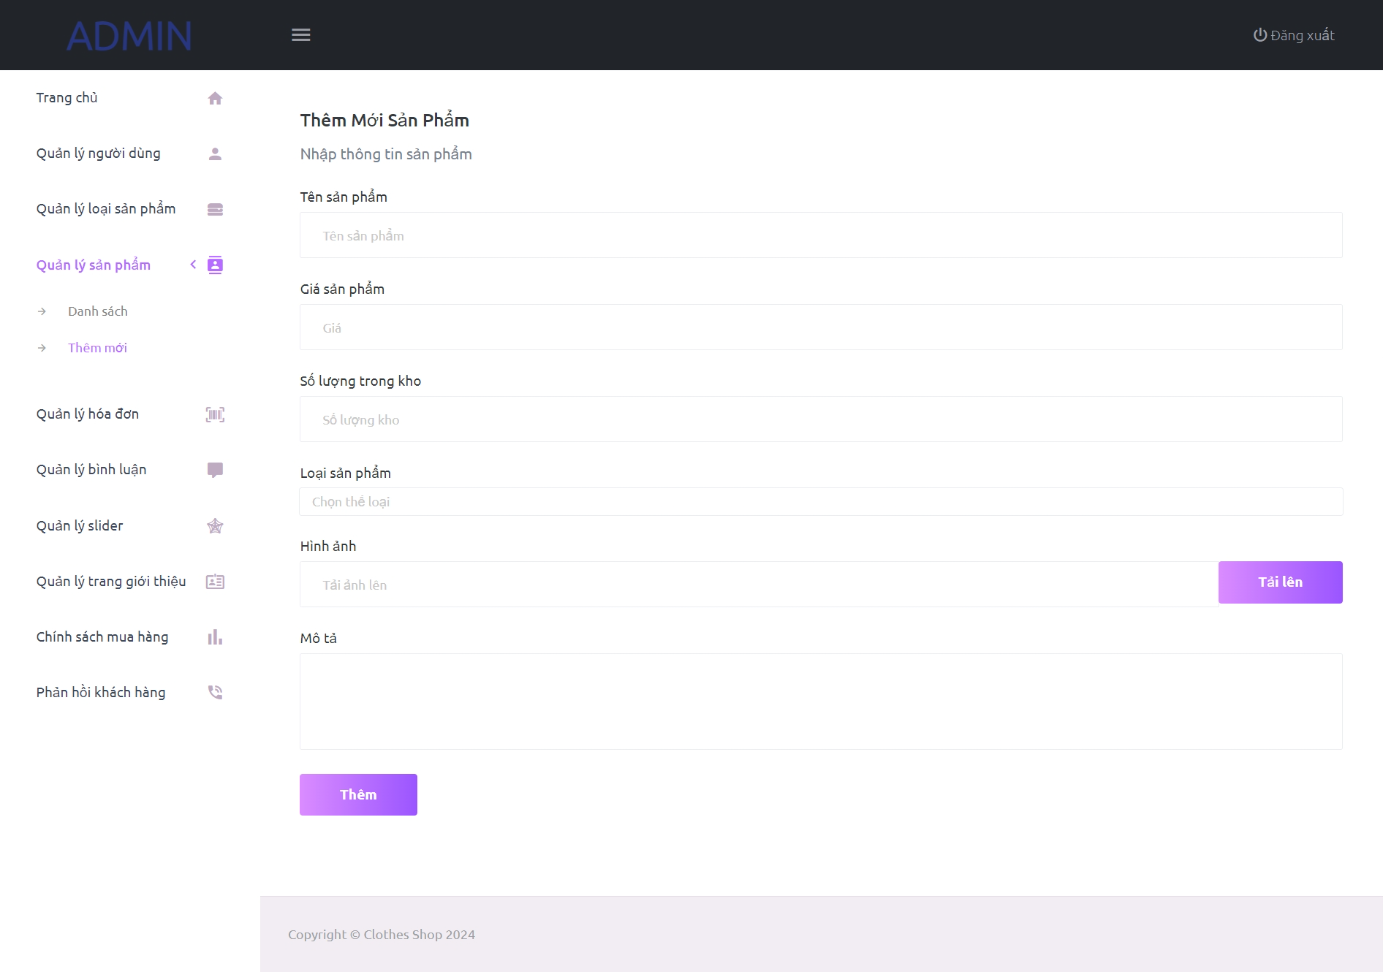 ADMIN
Đăng xuất
Trang chủ
Quản lý người dùng
Quản lý loại sản phẩm
Quản lý sản phẩm
Danh sách
Thêm mới
Quản lý hóa đơn
Quản lý bình luận
Quản lý slider
Quản lý trang giới thiệu
Chính sách mua hàng
Phản hồi khách hàng
Thêm Mới Sản Phẩm
Nhập thông tin sản phẩm
Tên sản phẩm
Tên sản phẩm
Giá sản phẩm
Giá
Số lượng trong kho
Số lượng kho
Loại sản phẩm
Chọn thể loại
Hình ảnh
Tải ảnh lên
Tải lên
Mô tả
Thêm
Copyright © Clothes Shop 2024